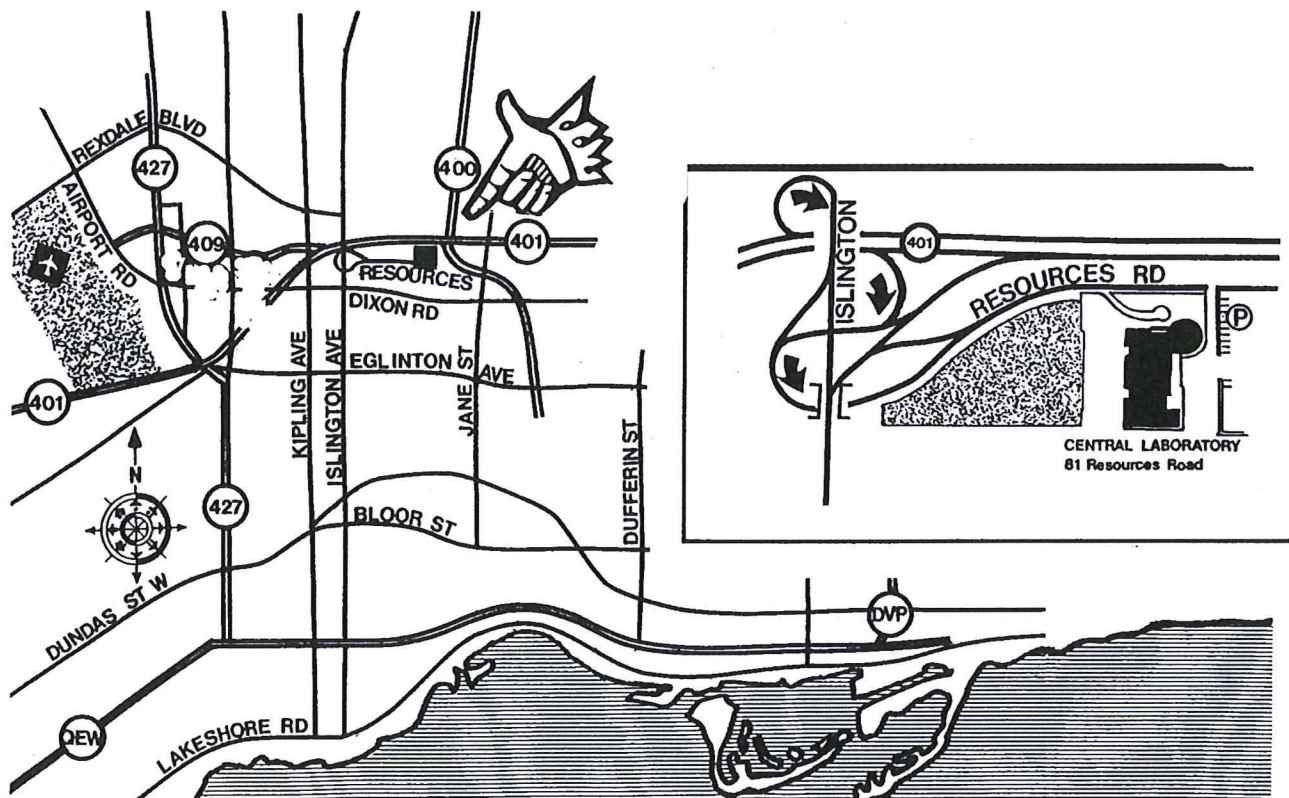 REXDALE BLVD
427
400
AIRPORT RD
409
401
RESOURCES
DIXON RD
EGLINTON AVE
401
KIPLING AVE
ISLINGTON AVE
JANE ST
DUFFERIN ST
N
427
BLOOR ST
DUNDAS ST W
DVP
QEW
LAKESHORE RD
ISLINGTON
401
RESOURCES RD
P
CENTRAL LABORATORY
81 Resources Road